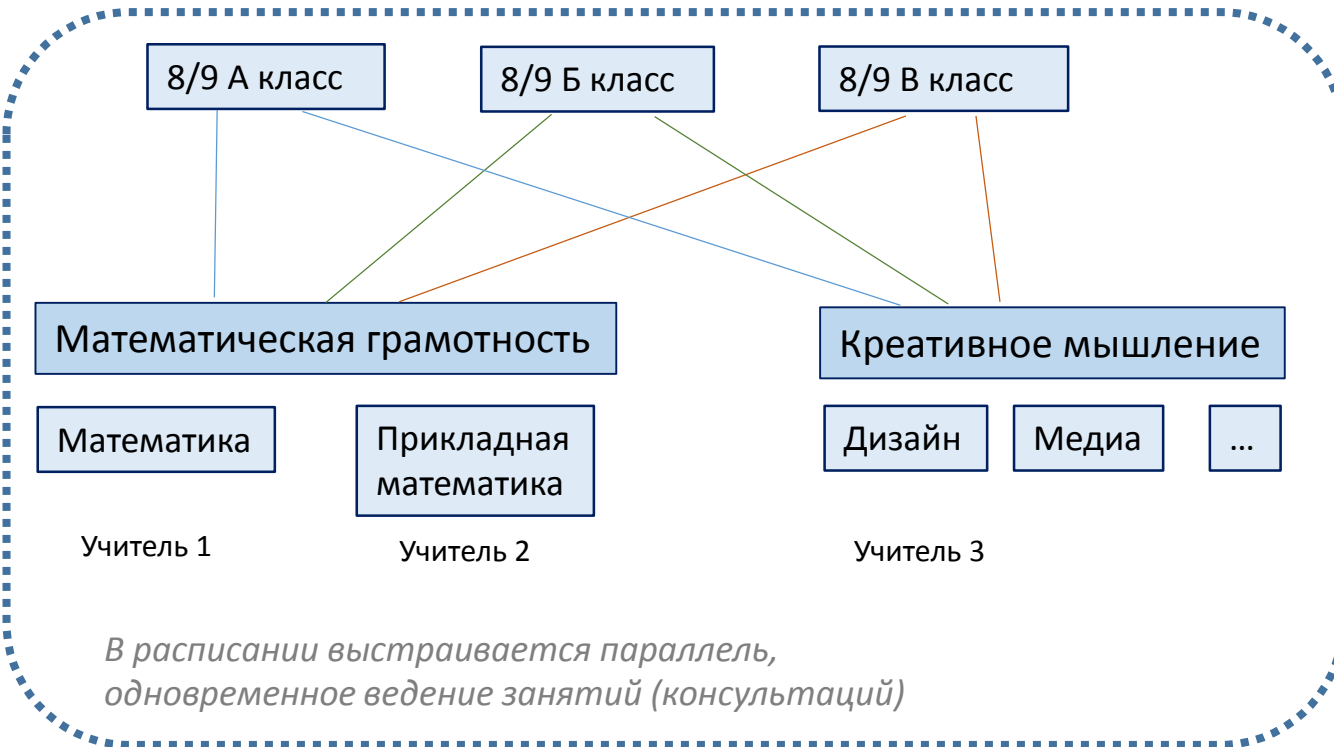 8/9 А класс
8/9 Б класс
8/9 В класс
Математическая грамотность
Креативное мышление
Математика
Прикладная
математика
Дизайн
Медиа
…
Учитель 1
Учитель 2
Учитель 3
В расписании выстраивается параллель,
одновременное ведение занятий (консультаций)